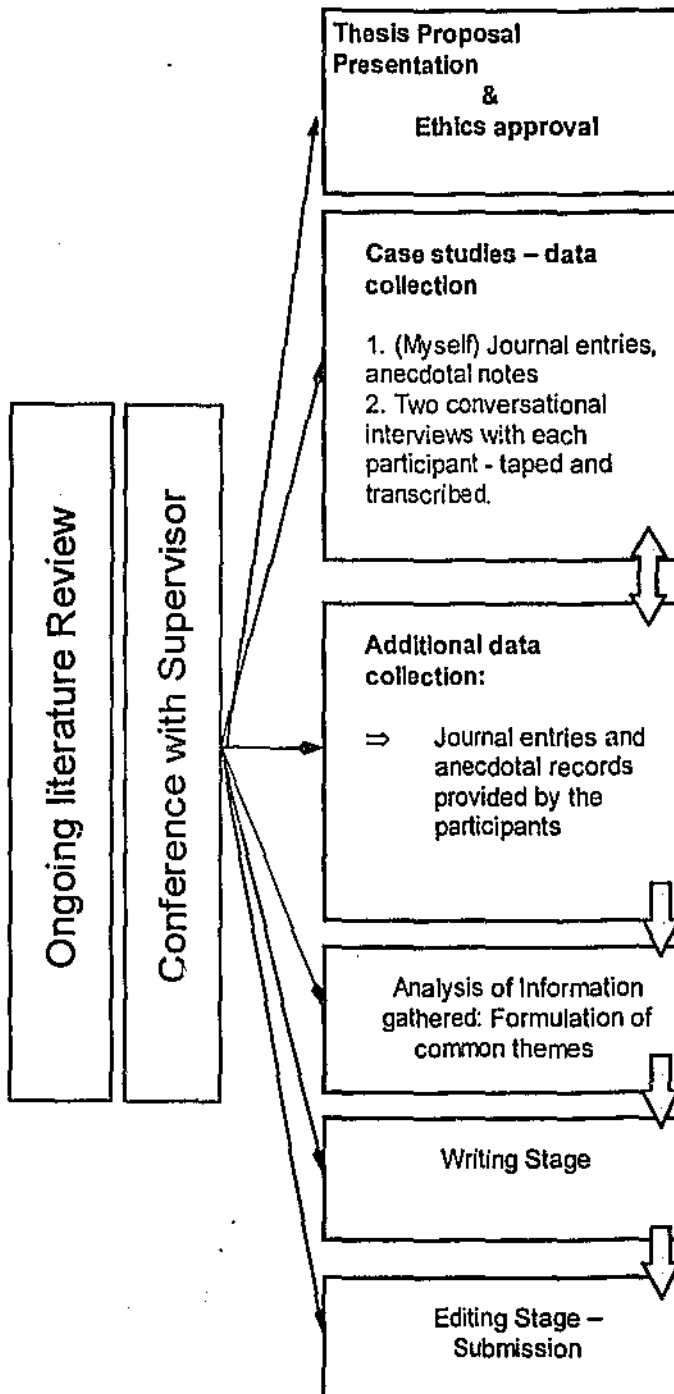 Thesis Proposal
Presentation
&
Ethics approval
Case studies – data
collection
1. (Myself) Journal entries,
anecdotal notes
2. Two conversational
interviews with each
participant - taped and
transcribed.
Ongoing literature Review
Conference with Supervisor
Additional data
collection:
⇒ Journal entries and
anecdotal records
provided by the
participants
Analysis of Information
gathered: Formulation of
common themes
Writing Stage
Editing Stage –
Submission